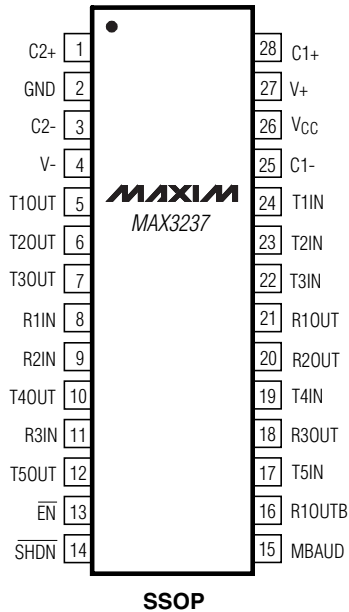 C2+ 1 28 C1+
GND 2 27 V+
C2- 3 26 VCC
V- 4 25 C1-
T1OUT 5 MAXIM 24 T1IN
MAX3237
T2OUT 6 23 T2IN
T3OUT 7 22 T3IN
R1IN 8 21 R1OUT
R2IN 9 20 R2OUT
T4OUT 10 19 T4IN
R3IN 11 18 R3OUT
T5OUT 12 17 T5IN
E̅N̅ 13 16 R1OUTB
S̅H̅D̅N̅ 14 15 MBAUD
SSOP